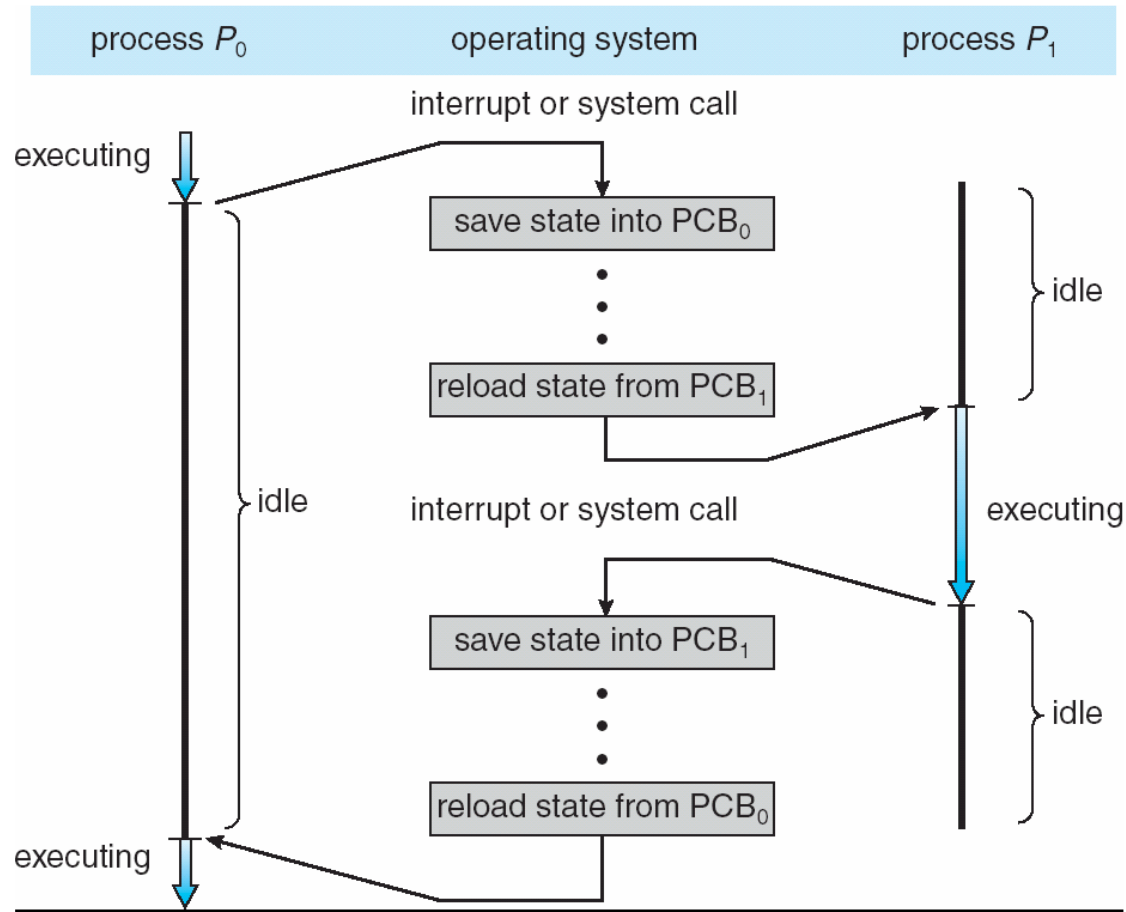 process P₀ operating system process P₁
interrupt or system call
executing
save state into PCB₀
idle
reload state from PCB₁
idle
interrupt or system call
executing
save state into PCB₁
idle
reload state from PCB₀
executing